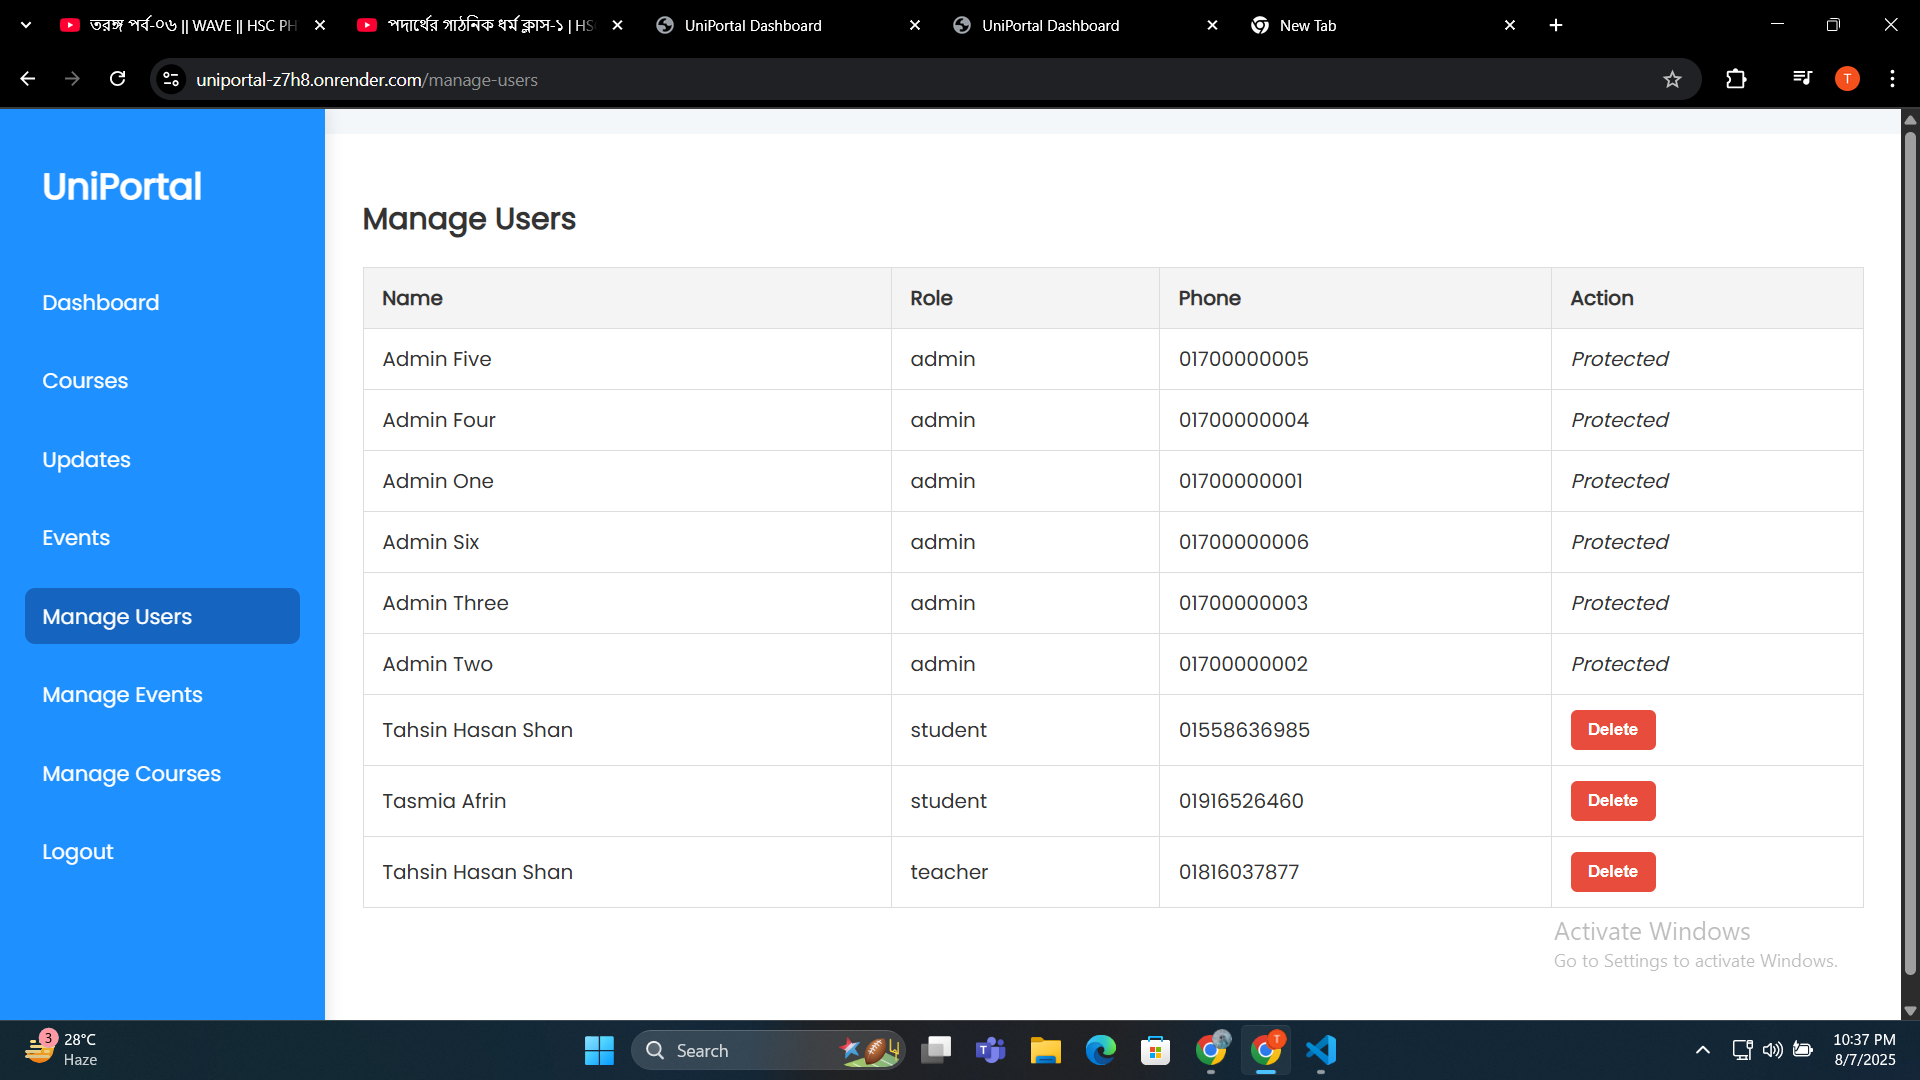 তরঙ্গ পর্ব-০৬ || WAVE || HSC PH
পদার্থের গাঠনিক ধর্ম ক্লাস-১ | HS
UniPortal Dashboard
UniPortal Dashboard
New Tab
uniportal-z7h8.onrender.com/manage-users
T
UniPortal
Dashboard
Courses
Updates
Events
Manage Users
Manage Events
Manage Courses
Logout
Manage Users
Name Role Phone Action
Admin Five admin 01700000005 Protected
Admin Four admin 01700000004 Protected
Admin One admin 01700000001 Protected
Admin Six admin 01700000006 Protected
Admin Three admin 01700000003 Protected
Admin Two admin 01700000002 Protected
Tahsin Hasan Shan student 01558636985 Delete
Tasmia Afrin student 01916526460 Delete
Tahsin Hasan Shan teacher 01816037877 Delete
Activate Windows
Go to Settings to activate Windows.
3
28°C
Haze
Search
T
10:37 PM
8/7/2025